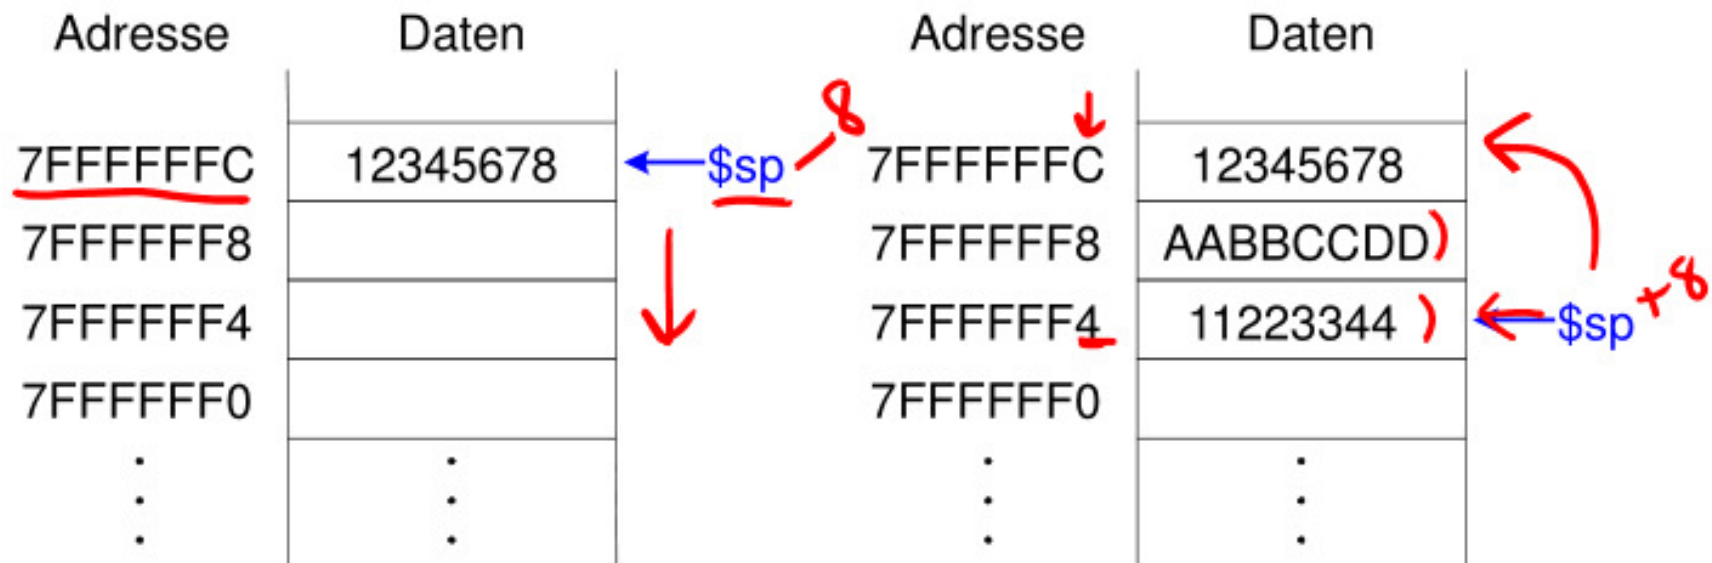 Adresse Daten Adresse Daten
8
7FFFFFFC 12345678 $sp – 7FFFFFFC 12345678
7FFFFFF8 7FFFFFF8 AABBCCDD)
7FFFFFF4 7FFFFFF4 11223344 ) $sp +8
7FFFFFF0 7FFFFFF0